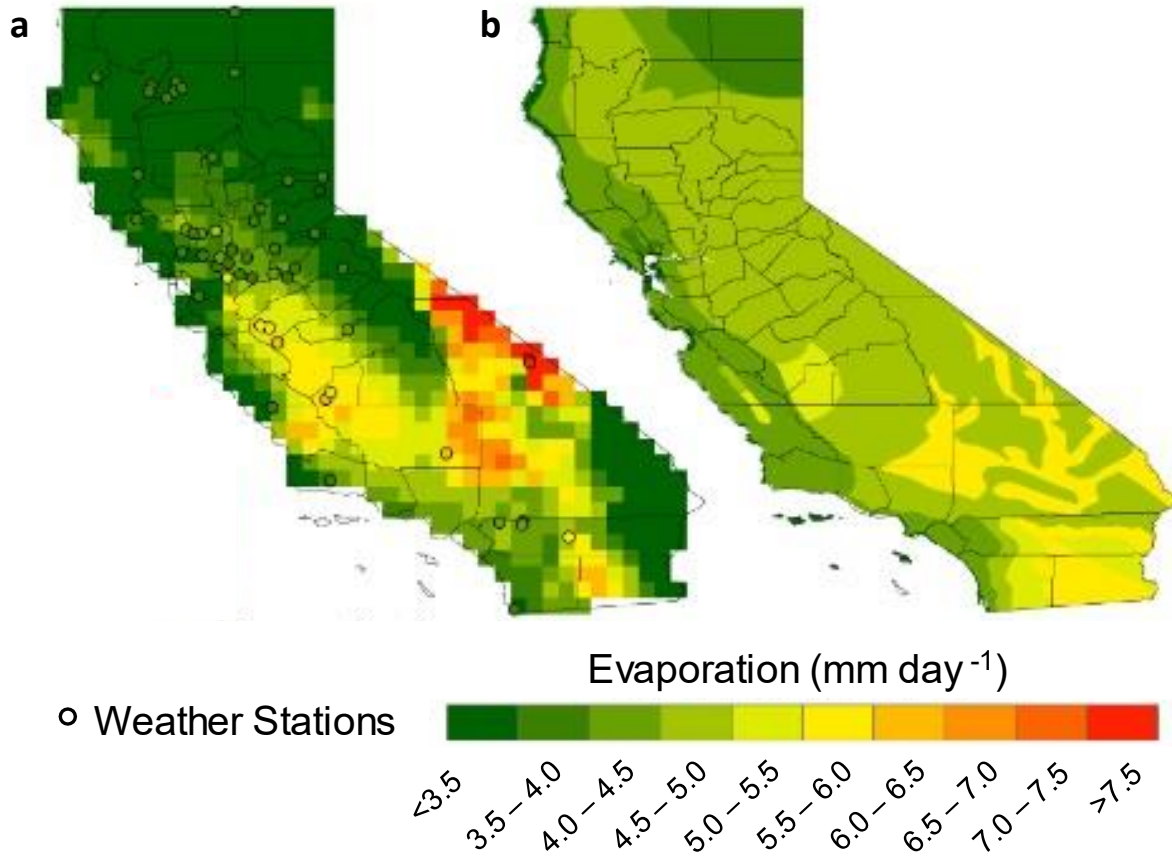 a
b
Evaporation (mm day -1)
Weather Stations
<3.5
3.5 – 4.0
4.0 – 4.5
4.5 – 5.0
5.0 – 5.5
5.5 – 6.0
6.0 – 6.5
6.5 – 7.0
7.0 – 7.5
>7.5